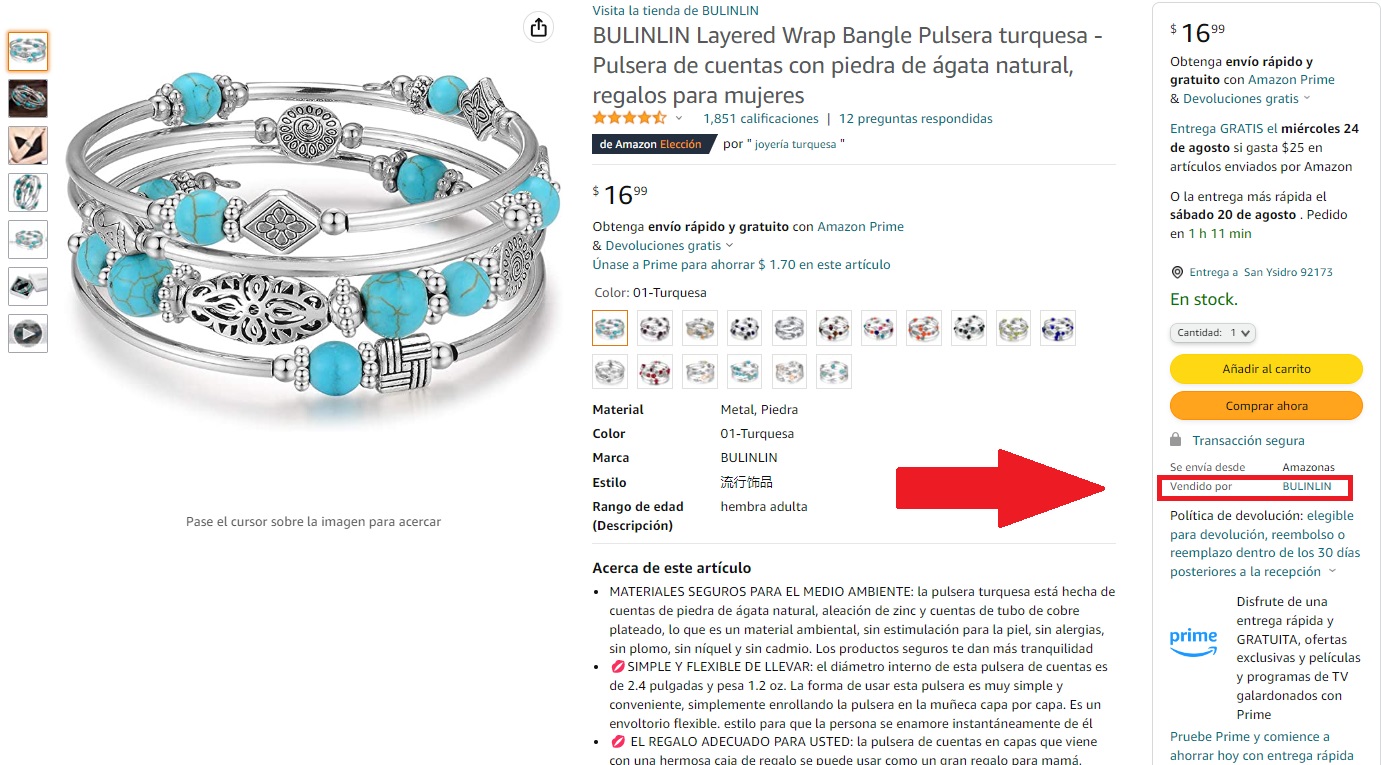 Visita la tienda de BULINLIN
BULINLIN Layered Wrap Bangle Pulsera turquesa -
Pulsera de cuentas con piedra de ágata natural,
regalos para mujeres
1,851 calificaciones | 12 preguntas respondidas
de Amazon Elección por " joyería turquesa "
$ 16 99
Obtenga envío rápido y gratuito con Amazon Prime
& Devoluciones gratis
Únase a Prime para ahorrar $ 1.70 en este artículo
Color: 01-Turquesa
Material Metal, Piedra
Color 01-Turquesa
Marca BULINLIN
Estilo 流行饰品
Rango de edad hembra adulta
(Descripción)
Acerca de este artículo
• MATERIALES SEGUROS PARA EL MEDIO AMBIENTE: la pulsera turquesa está hecha de
cuentas de piedra de ágata natural, aleación de zinc y cuentas de tubo de cobre
plateado, lo que es un material ambiental, sin estimulación para la piel, sin alergias,
sin plomo, sin níquel y sin cadmio. Los productos seguros te dan más tranquilidad
• 💋SIMPLE Y FLEXIBLE DE LLEVAR: el diámetro interno de esta pulsera de cuentas es
de 2.4 pulgadas y pesa 1.2 oz. La forma de usar esta pulsera es muy simple y
conveniente, simplemente enrollando la pulsera en la muñeca capa por capa. Es un
envoltorio flexible. estilo para que la persona se enamore instantáneamente de él
• 💋 EL REGALO ADECUADO PARA USTED: la pulsera de cuentas en capas que viene
con una hermosa caja de regalo se puede usar como un gran regalo para mamá,
Pase el cursor sobre la imagen para acercar
$ 16 99
Obtenga envío rápido y
gratuito con Amazon Prime
& Devoluciones gratis
Entrega GRATIS el miércoles 24
de agosto si gasta $25 en
artículos enviados por Amazon
O la entrega más rápida el
sábado 20 de agosto . Pedido
en 1 h 11 min
Entrega a San Ysidro 92173
En stock.
Cantidad: 1
Añadir al carrito
Comprar ahora
Transacción segura
Se envía desde Amazonas
Vendido por BULINLIN
Política de devolución: elegible
para devolución, reembolso o
reemplazo dentro de los 30 días
posteriores a la recepción
prime
Disfrute de una
entrega rápida y
GRATUITA, ofertas
exclusivas y películas
y programas de TV
galardonados con
Prime
Pruebe Prime y comience a
ahorrar hoy con entrega rápida